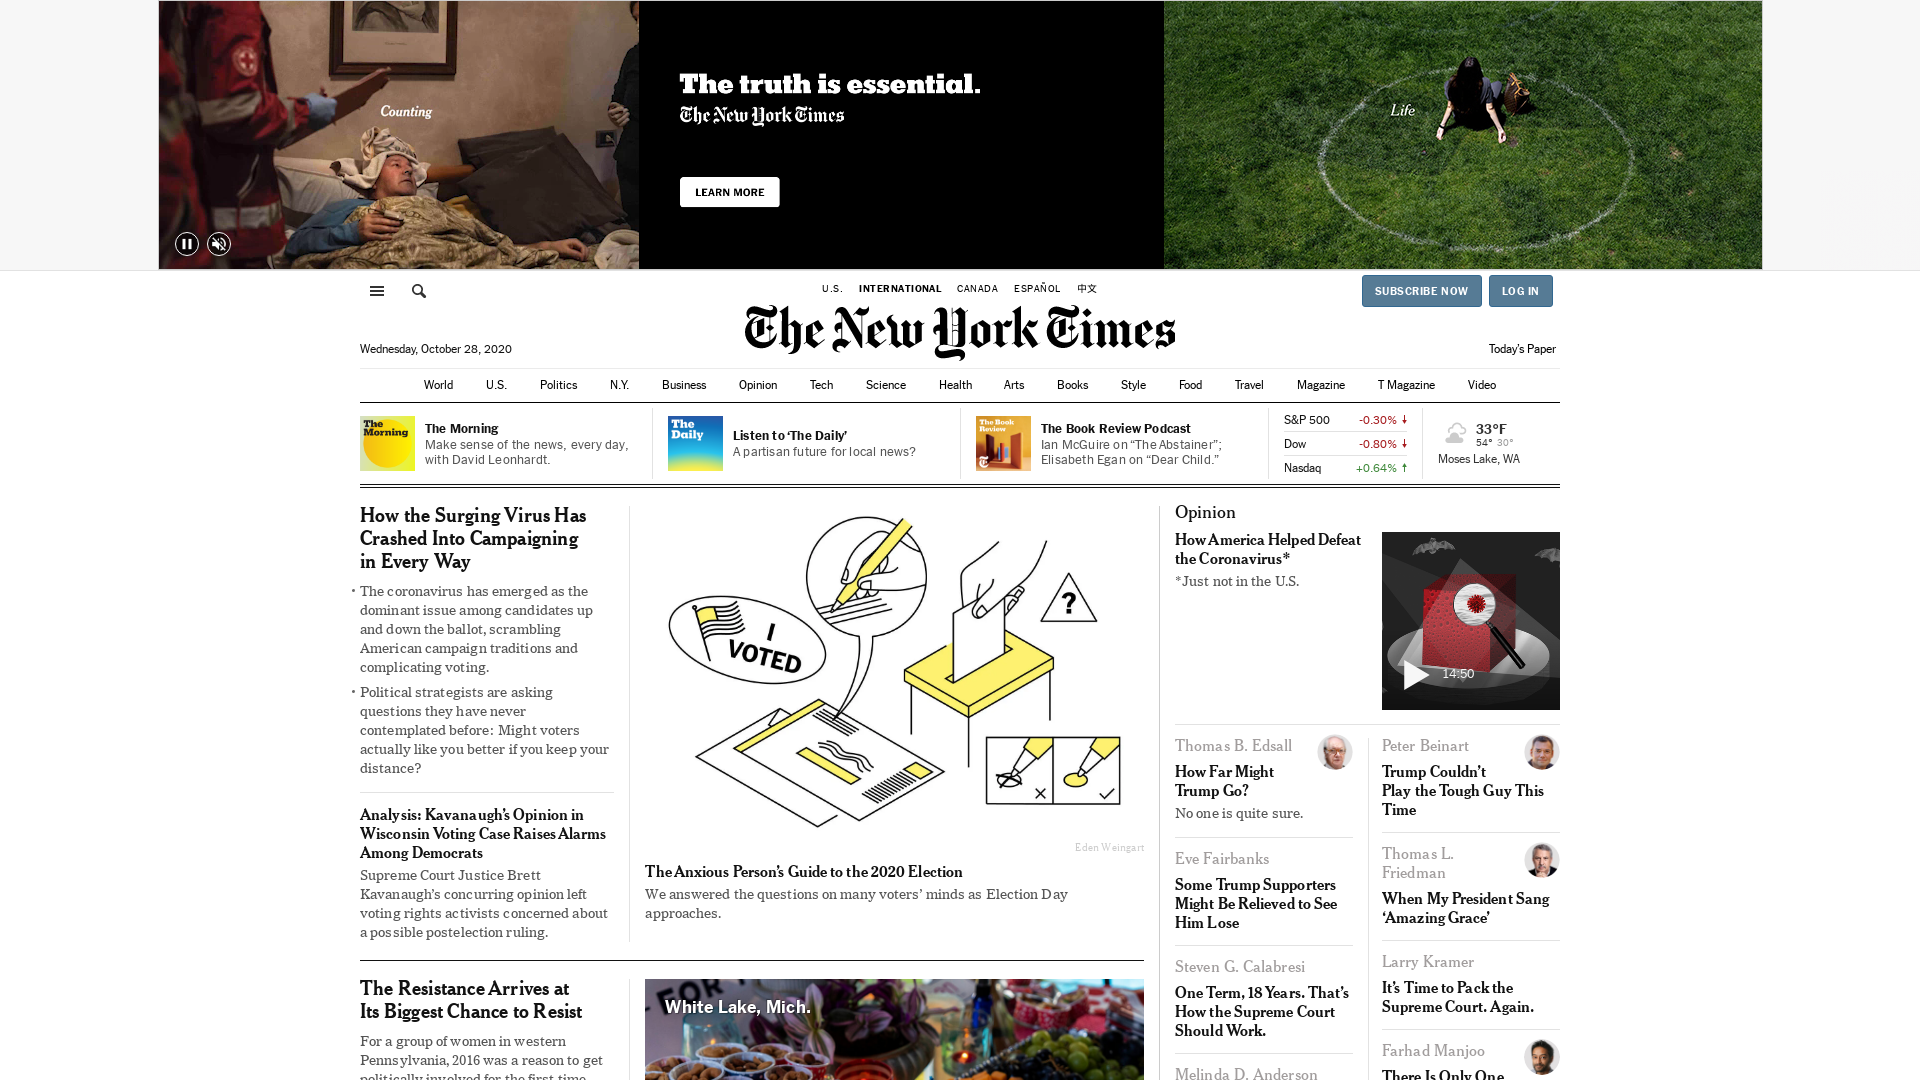 Counting
The truth is essential.
The New York Times
LEARN MORE
Life
U.S. INTERNATIONAL CANADA ESPAÑOL 中文
SUBSCRIBE NOW LOG IN
The New York Times
Wednesday, October 28, 2020
Today's Paper
World U.S. Politics N.Y. Business Opinion Tech Science Health Arts Books Style Food Travel Magazine T Magazine Video
The Morning
The Morning
Make sense of the news, every day,
with David Leonhardt.
The Daily
Listen to ‘The Daily’
A partisan future for local news?
The Book Review
The Book Review Podcast
Ian McGuire on “The Abstainer”;
Elisabeth Egan on “Dear Child.”
S&P 500 -0.30% ↓
Dow -0.80% ↓
Nasdaq +0.64% ↑
33°F
54° 30°
Moses Lake, WA
How the Surging Virus Has
Crashed Into Campaigning
in Every Way
• The coronavirus has emerged as the
dominant issue among candidates up
and down the ballot, scrambling
American campaign traditions and
complicating voting.
• Political strategists are asking
questions they have never
contemplated before: Might voters
actually like you better if you keep your
distance?
Analysis: Kavanaugh’s Opinion in
Wisconsin Voting Case Raises Alarms
Among Democrats
Supreme Court Justice Brett
Kavanaugh’s concurring opinion left
voting rights activists concerned about
a possible postelection ruling.
I
VOTED
?
Eden Weingart
The Anxious Person’s Guide to the 2020 Election
We answered the questions on many voters’ minds as Election Day
approaches.
The Resistance Arrives at
Its Biggest Chance to Resist
For a group of women in western
Pennsylvania, 2016 was a reason to get
politically involved for the first time.
White Lake, Mich.
Opinion
How America Helped Defeat
the Coronavirus*
*Just not in the U.S.
14:50
Thomas B. Edsall
How Far Might
Trump Go?
No one is quite sure.
Eve Fairbanks
Some Trump Supporters
Might Be Relieved to See
Him Lose
Steven G. Calabresi
One Term, 18 Years. That’s
How the Supreme Court
Should Work.
Melinda D. Anderson
Peter Beinart
Trump Couldn’t
Play the Tough Guy This
Time
Thomas L.
Friedman
When My President Sang
‘Amazing Grace’
Larry Kramer
It’s Time to Pack the
Supreme Court. Again.
Farhad Manjoo
There Is Only One